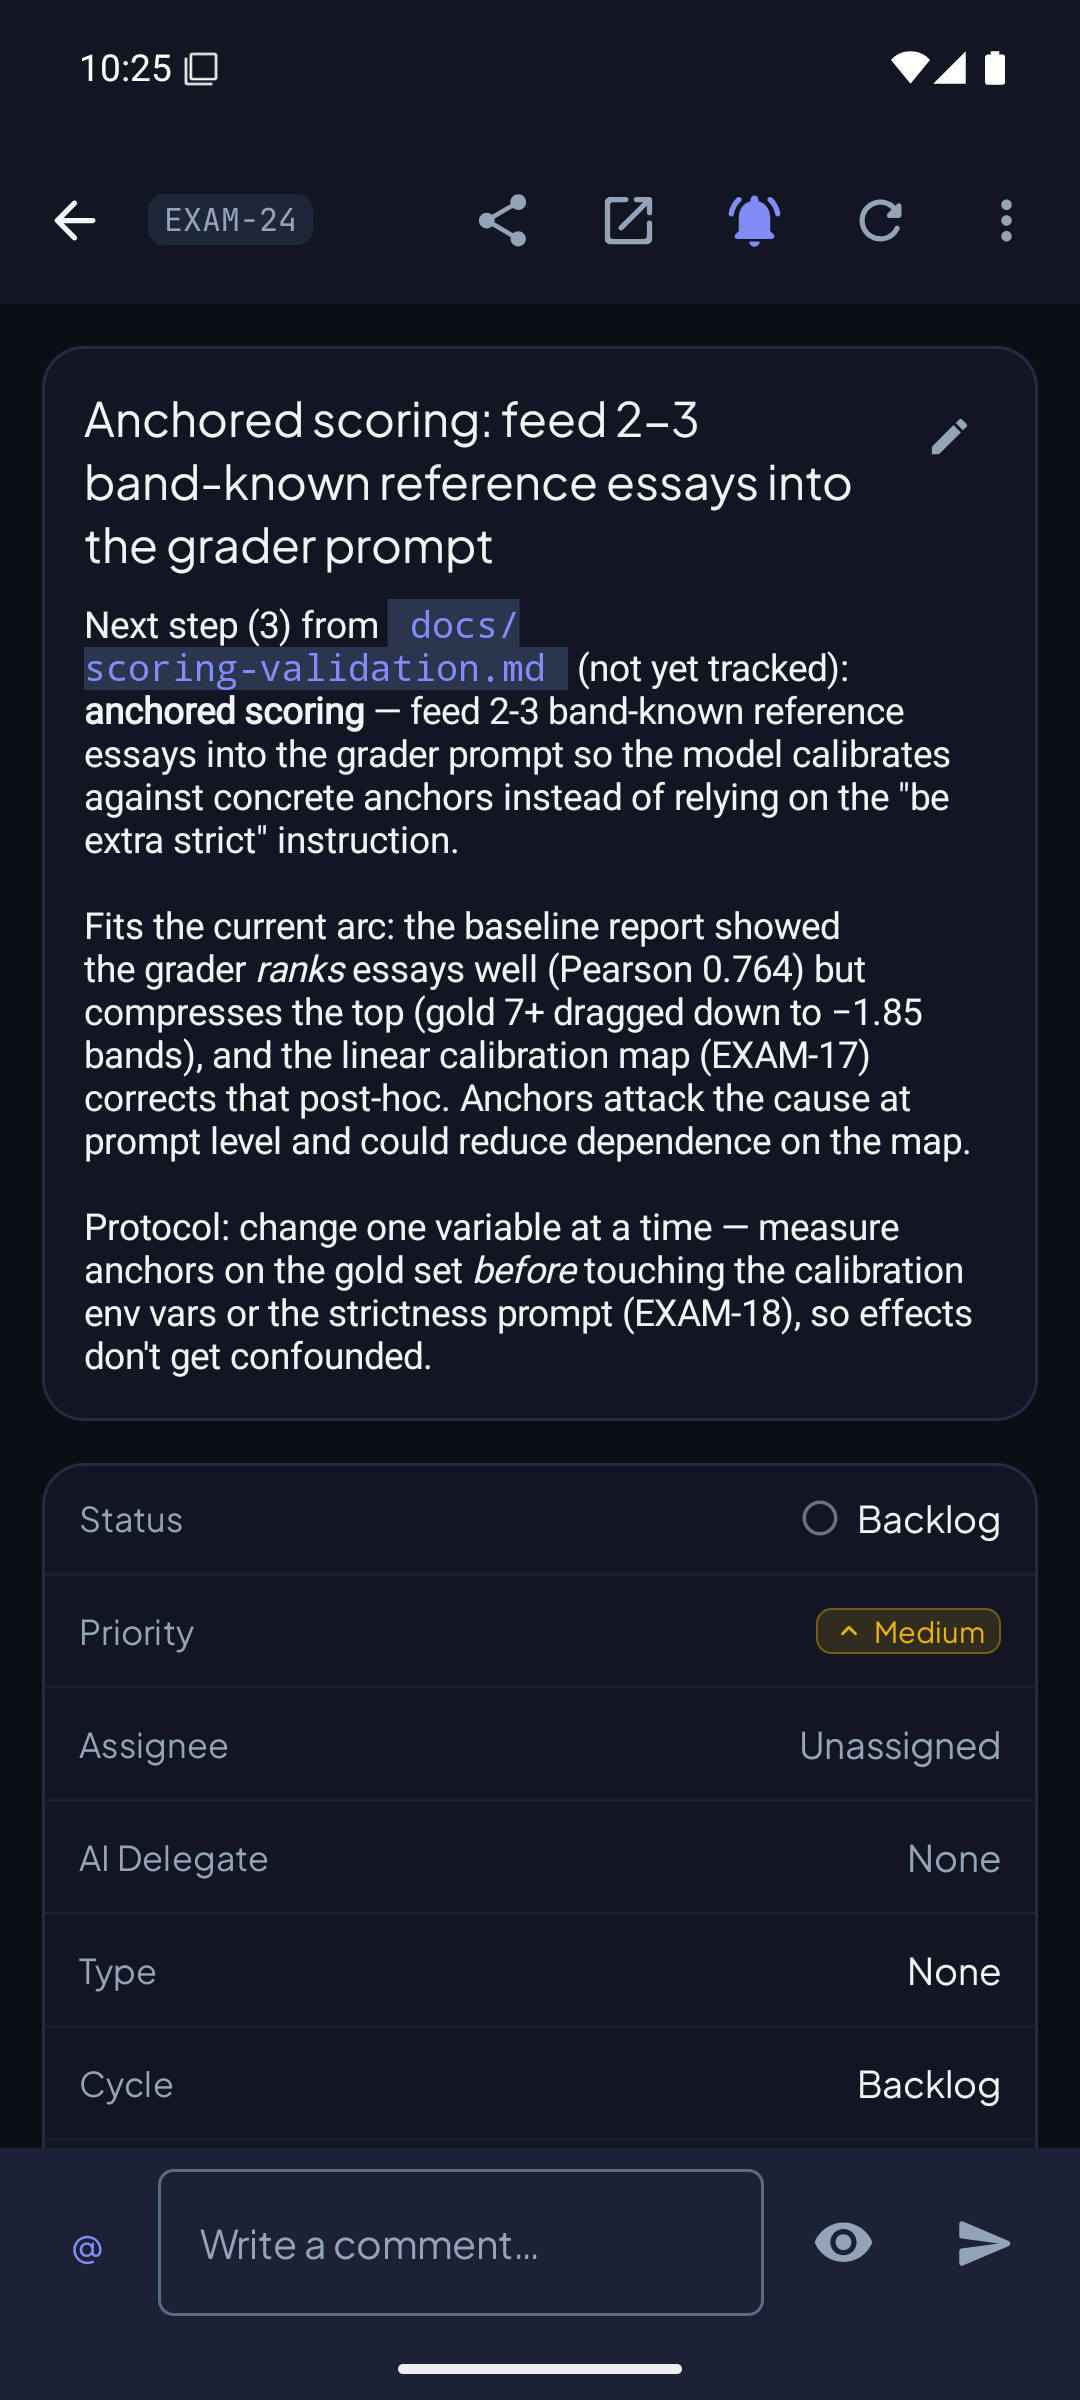 10:25
EXAM-24
Anchored scoring: feed 2–3
band-known reference essays into
the grader prompt
Next step (3) from docs/
scoring-validation.md (not yet tracked):
anchored scoring — feed 2-3 band-known reference
essays into the grader prompt so the model calibrates
against concrete anchors instead of relying on the "be
extra strict" instruction.
Fits the current arc: the baseline report showed
the grader ranks essays well (Pearson 0.764) but
compresses the top (gold 7+ dragged down to −1.85
bands), and the linear calibration map (EXAM-17)
corrects that post-hoc. Anchors attack the cause at
prompt level and could reduce dependence on the map.
Protocol: change one variable at a time — measure
anchors on the gold set before touching the calibration
env vars or the strictness prompt (EXAM-18), so effects
don't get confounded.
Status Backlog
Priority Medium
Assignee Unassigned
AI Delegate None
Type None
Cycle Backlog
@ Write a comment...